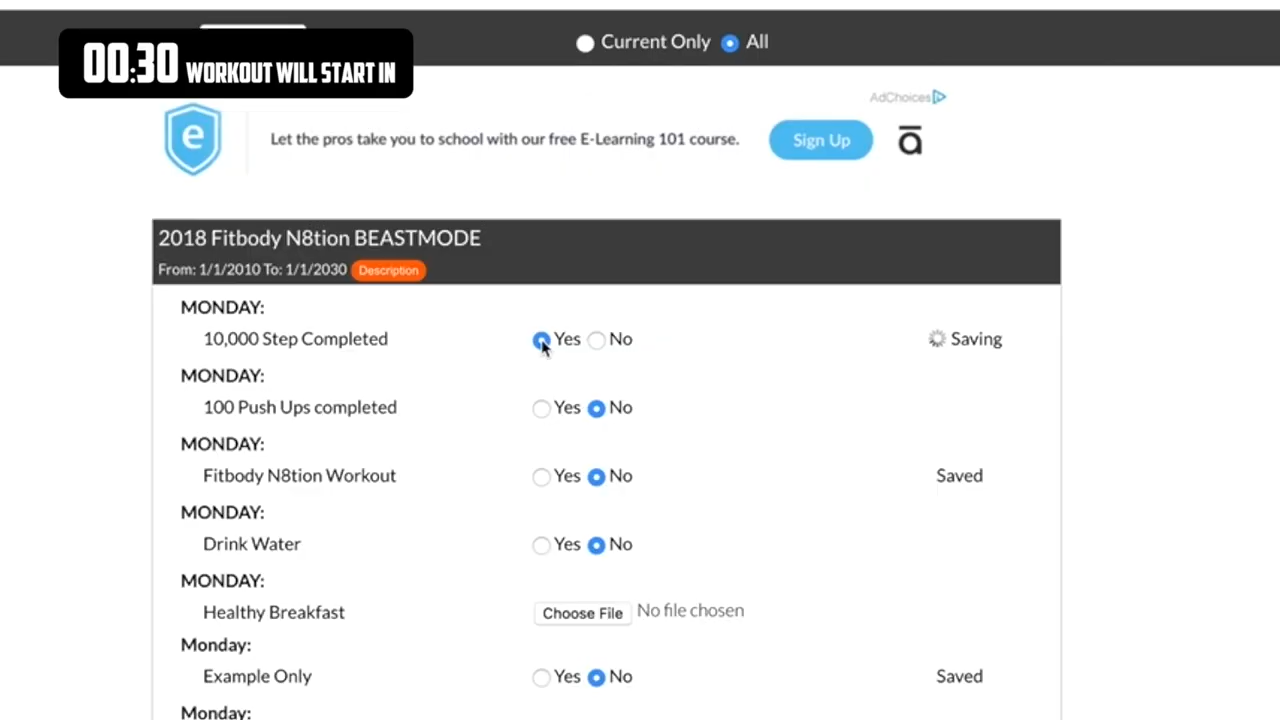 Current Only All
00:30 WORKOUT WILL START IN
AdChoices
e Let the pros take you to school with our free E-Learning 101 course. Sign Up ā
2018 Fitbody N8tion BEASTMODE
From: 1/1/2010 To: 1/1/2030 Description
MONDAY:
10,000 Step Completed Yes No Saving
MONDAY:
100 Push Ups completed Yes No
MONDAY:
Fitbody N8tion Workout Yes No Saved
MONDAY:
Drink Water Yes No
MONDAY:
Healthy Breakfast Choose File No file chosen
Monday:
Example Only Yes No Saved
Monday: